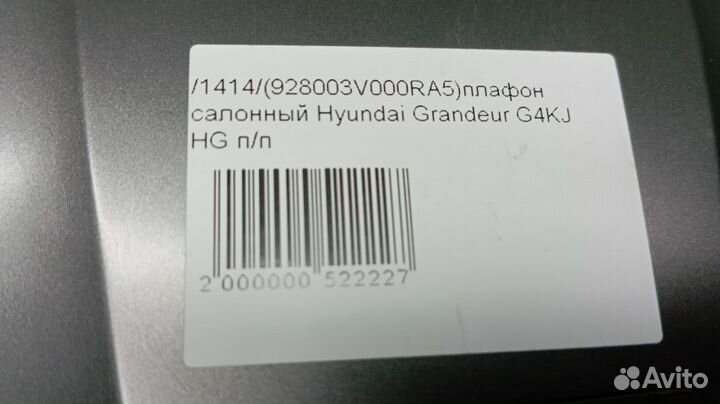 /1414/(928003V000RA5)плафон
салонный Hyundai Grandeur G4KJ
HG п/п
2 000000 522227
Avito